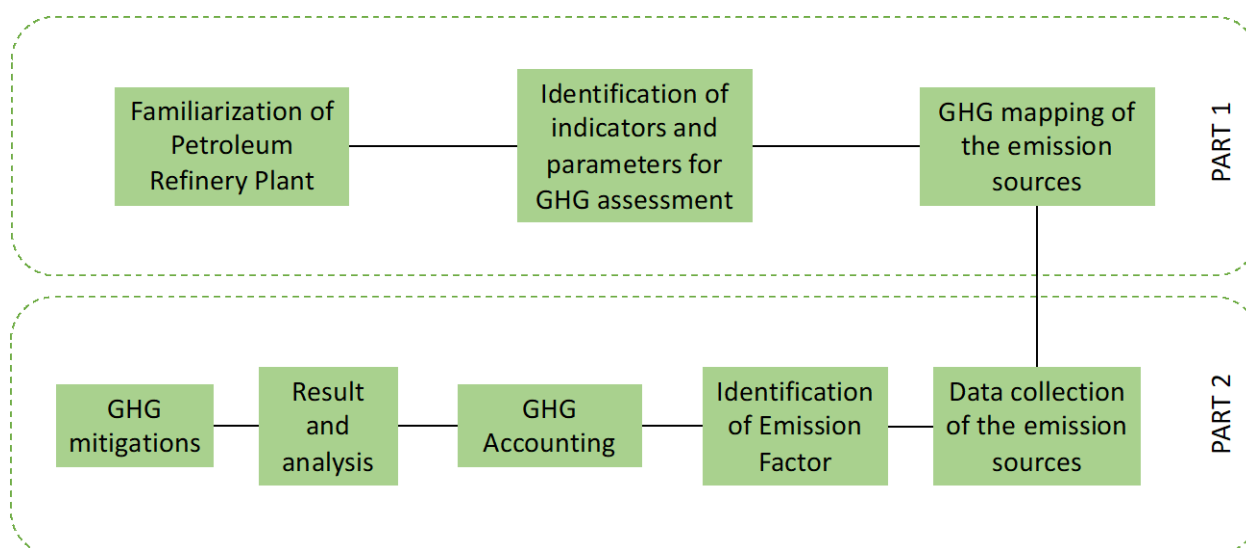 Familiarization of
Petroleum
Refinery Plant
Identification of
indicators and
parameters for
GHG assessment
GHG mapping of
the emission
sources
PART 1
GHG
mitigations
Result
and
analysis
GHG
Accounting
Identification
of Emission
Factor
Data collection
of the emission
sources
PART 2